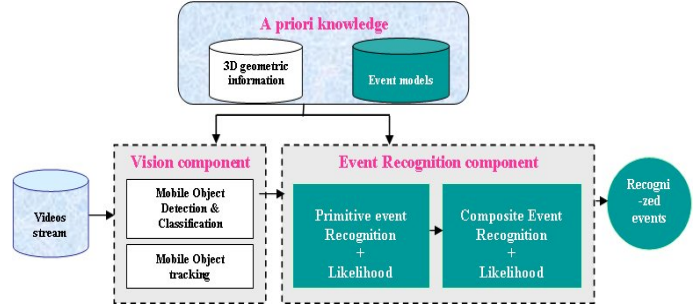 A priori knowledge
3D geometric
information
Event models
Vision component
Event Recognition component
Videos
stream
Mobile Object
Detection &
Classification
Mobile Object
tracking
Primitive event
Recognition
+
Likelihood
Composite Event
Recognition
+
Likelihood
Recogni
-zed
events